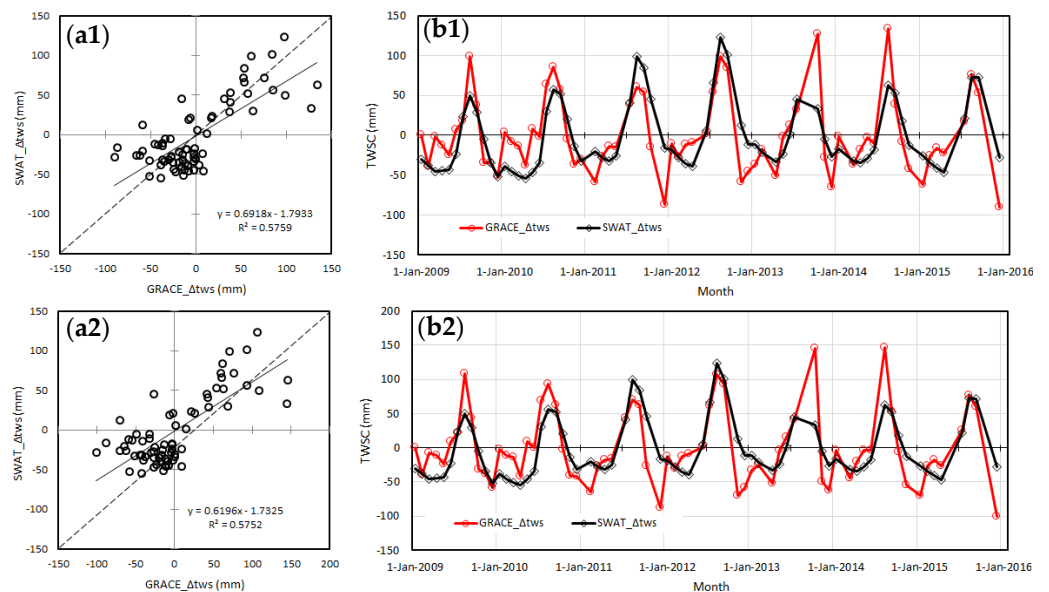 (a1)
150
100
50
0
-50
-100
-150
SWAT_Δtws (mm)
y = 0.6918x - 1.7933
R² = 0.5759
-150 -100 -50 0 50 100 150
GRACE_Δtws (mm)
(b1)
150
100
50
0
-50
-100
-150
TWSC (mm)
GRACE_Δtws SWAT_Δtws
1-Jan-2009 1-Jan-2010 1-Jan-2011 1-Jan-2012 1-Jan-2013 1-Jan-2014 1-Jan-2015 1-Jan-2016
Month
(a2)
150
100
50
0
-50
-100
-150
SWAT_Δtws (mm)
y = 0.6196x - 1.7325
R² = 0.5752
-150 -100 -50 0 50 100 150 200
GRACE_Δtws (mm)
(b2)
200
150
100
50
0
-50
-100
-150
TWSC (mm)
GRACE_Δtws SWAT_Δtws
1-Jan-2009 1-Jan-2010 1-Jan-2011 1-Jan-2012 1-Jan-2013 1-Jan-2014 1-Jan-2015 1-Jan-2016
Month